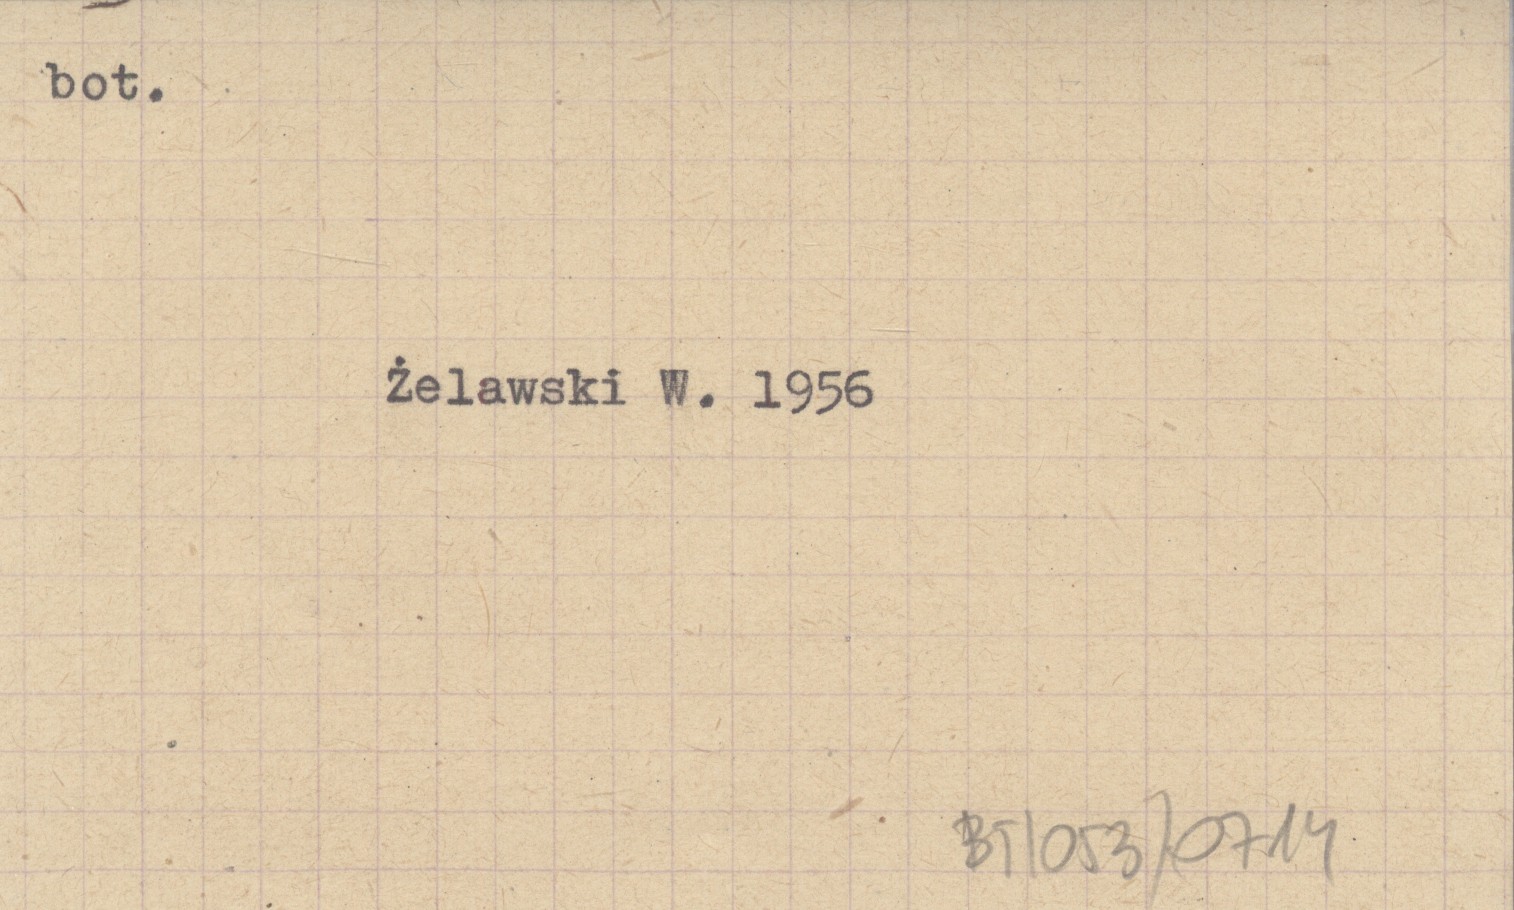 bot.
Żelawski W. 1956
BT/053/0714